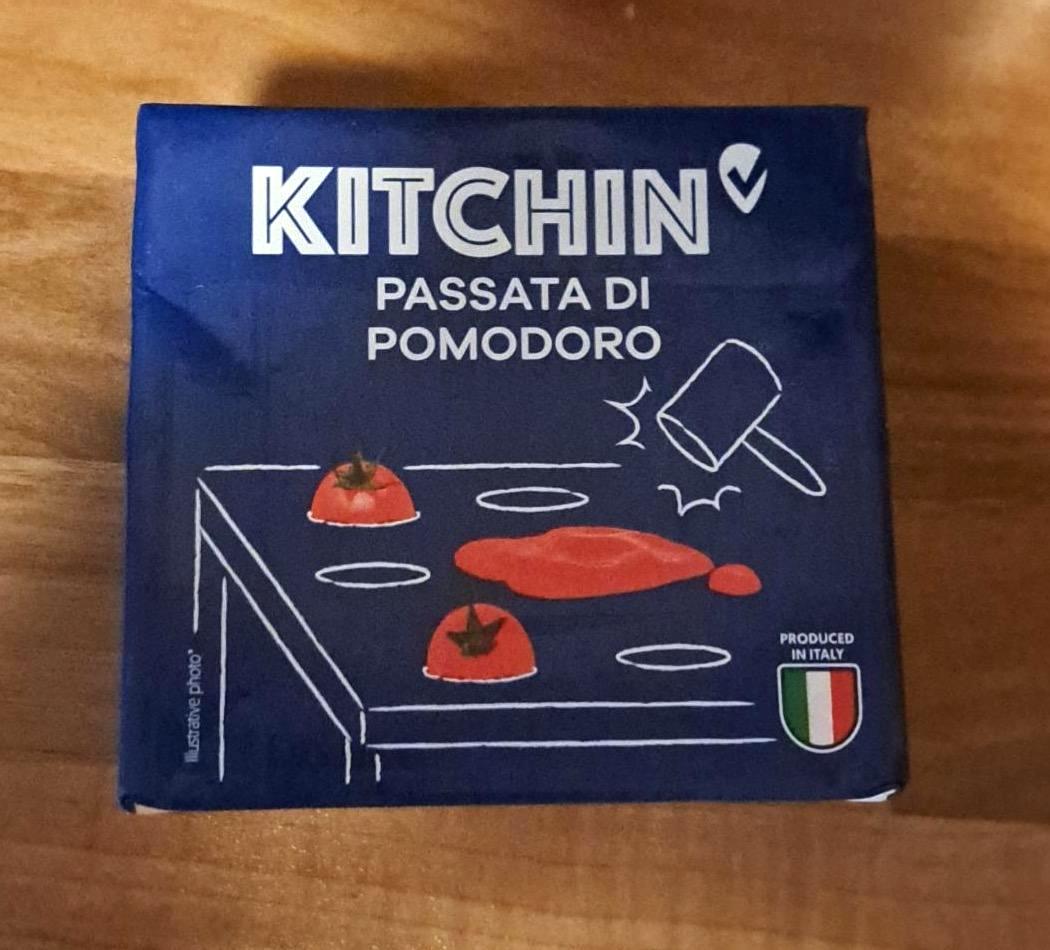 KITCHIN
PASSATA DI
POMODORO
PRODUCED
IN ITALY
Illustrative photo*